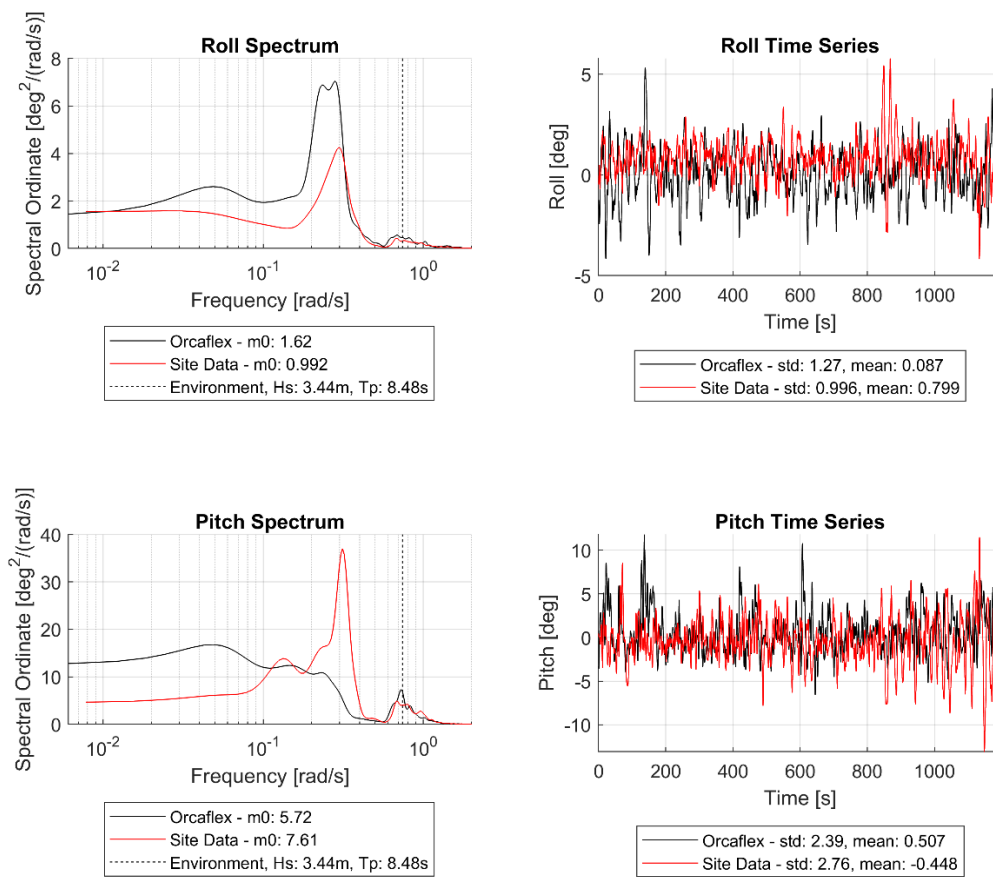 Roll Spectrum
Spectral Ordinate [deg²/(rad/s)]
8
6
4
2
0
10⁻² 10⁻¹ 10⁰
Frequency [rad/s]
Orcaflex - m0: 1.62
Site Data - m0: 0.992
Environment, Hs: 3.44m, Tp: 8.48s
Roll Time Series
Roll [deg]
5
0
-5
0 200 400 600 800 1000
Time [s]
Orcaflex - std: 1.27, mean: 0.087
Site Data - std: 0.996, mean: 0.799
Pitch Spectrum
Spectral Ordinate [deg²/(rad/s)]
40
30
20
10
0
10⁻² 10⁻¹ 10⁰
Frequency [rad/s]
Orcaflex - m0: 5.72
Site Data - m0: 7.61
Environment, Hs: 3.44m, Tp: 8.48s
Pitch Time Series
Pitch [deg]
10
5
0
-5
-10
0 200 400 600 800 1000
Time [s]
Orcaflex - std: 2.39, mean: 0.507
Site Data - std: 2.76, mean: -0.448